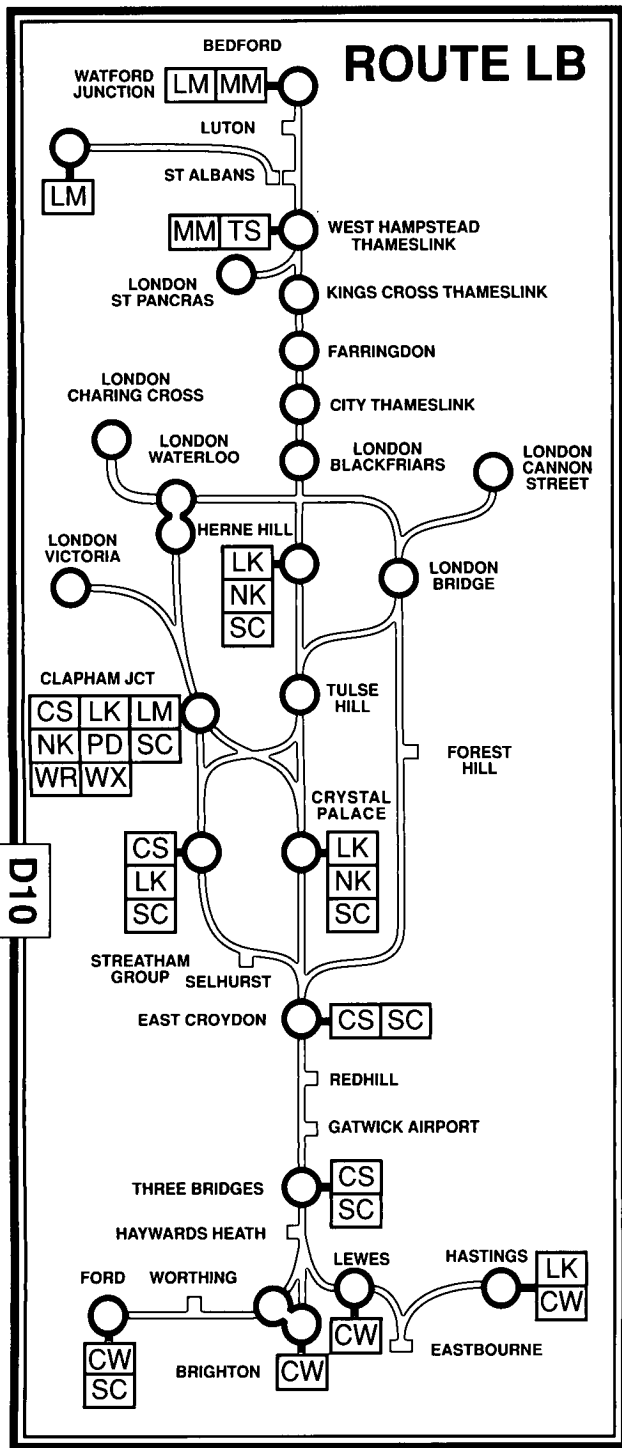 ROUTE LB
BEDFORD
WATFORD
JUNCTION
LM MM
LUTON
ST ALBANS
LM
MM TS
WEST HAMPSTEAD
THAMESLINK
LONDON
ST PANCRAS
KINGS CROSS THAMESLINK
FARRINGDON
LONDON
CHARING CROSS
CITY THAMESLINK
LONDON
WATERLOO
LONDON
BLACKFRIARS
LONDON
CANNON
STREET
HERNE HILL
LONDON
VICTORIA
LK
NK
SC
LONDON
BRIDGE
CLAPHAM JCT
CS LK LM
NK PD SC
WR WX
TULSE
HILL
FOREST
HILL
CRYSTAL
PALACE
CS
LK
SC
LK
NK
SC
D10
STREATHAM
GROUP
SELHURST
EAST CROYDON
CS SC
REDHILL
GATWICK AIRPORT
THREE BRIDGES
CS
SC
HAYWARDS HEATH
FORD
WORTHING
LEWES
HASTINGS
LK
CW
CW
SC
BRIGHTON
CW
CW
EASTBOURNE